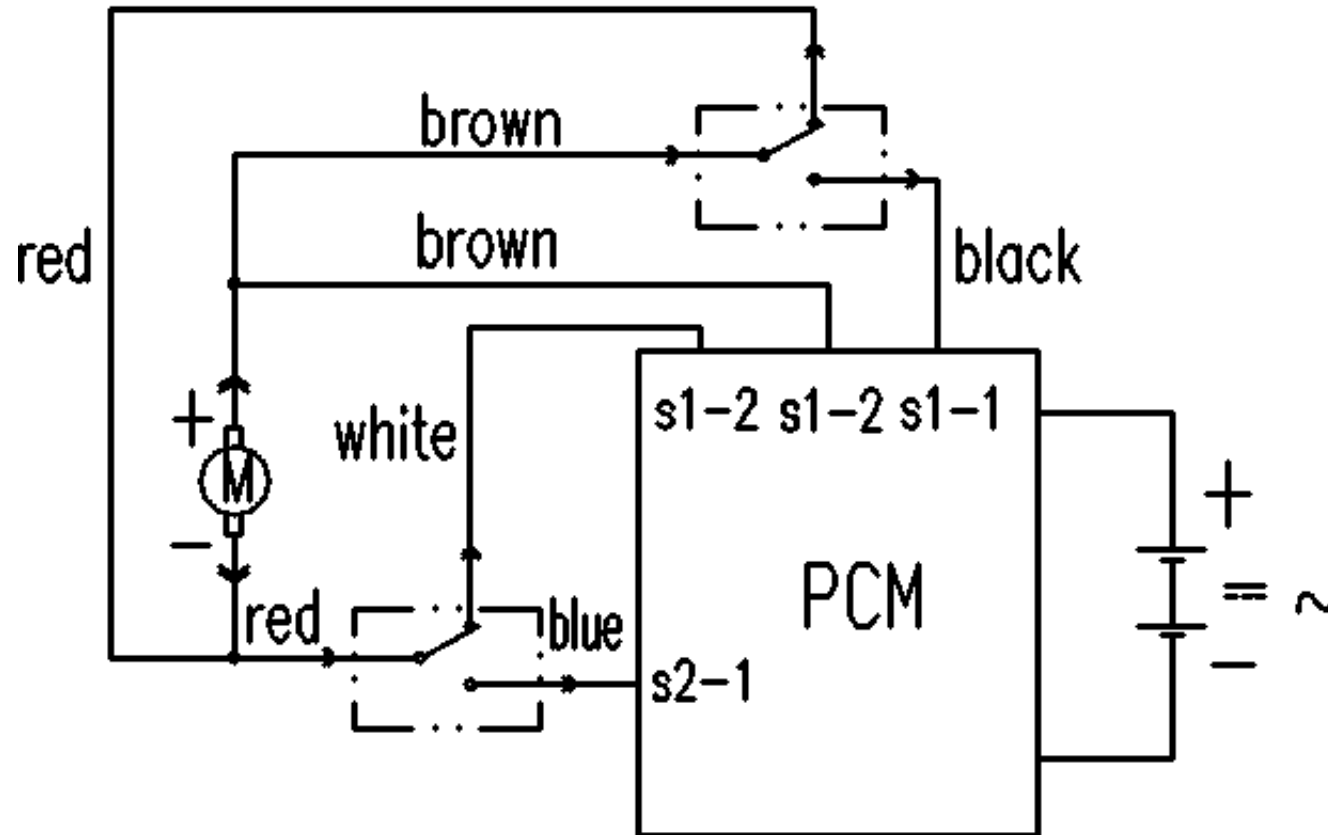 brown
red
brown
black
s1-2 s1-2 s1-1
+
white
M
+
−
PCM
= ~
red
blue
s2-1
−